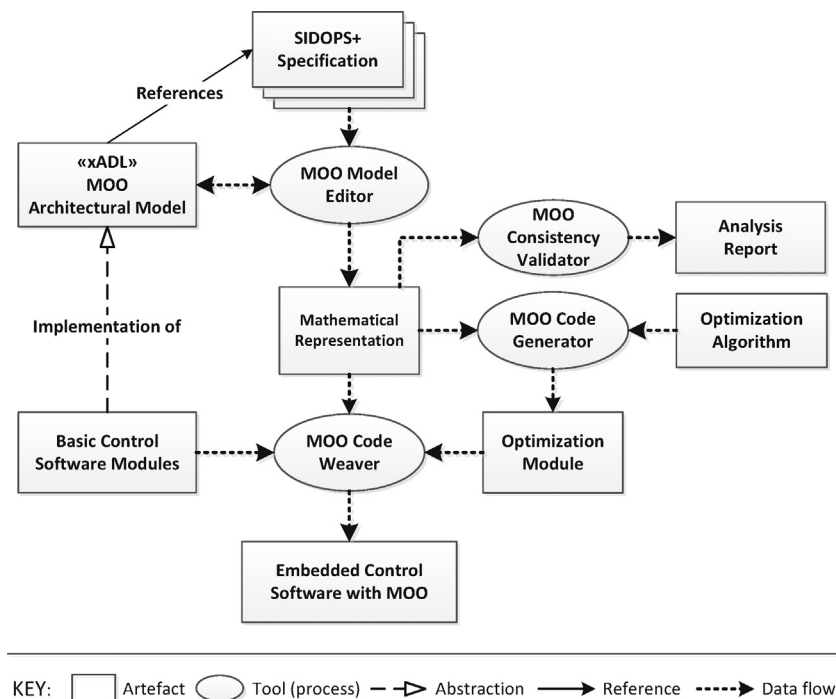 SIDOPS+
Specification
References
«xADL»
MOO
Architectural Model
MOO Model
Editor
MOO
Consistency
Validator
Analysis
Report
Implementation of
Mathematical
Representation
MOO Code
Generator
Optimization
Algorithm
Basic Control
Software Modules
MOO Code
Weaver
Optimization
Module
Embedded Control
Software with MOO
KEY: Artefact Tool (process) Abstraction Reference Data flow